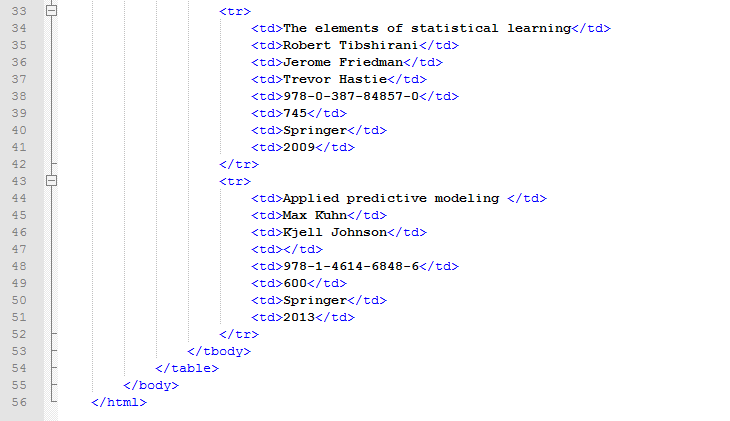 33 <tr>
34 <td>The elements of statistical learning</td>
35 <td>Robert Tibshirani</td>
36 <td>Jerome Friedman</td>
37 <td>Trevor Hastie</td>
38 <td>978-0-387-84857-0</td>
39 <td>745</td>
40 <td>Springer</td>
41 <td>2009</td>
42 </tr>
43 <tr>
44 <td>Applied predictive modeling </td>
45 <td>Max Kuhn</td>
46 <td>Kjell Johnson</td>
47 <td></td>
48 <td>978-1-4614-6848-6</td>
49 <td>600</td>
50 <td>Springer</td>
51 <td>2013</td>
52 </tr>
53 </tbody>
54 </table>
55 </body>
56 </html>